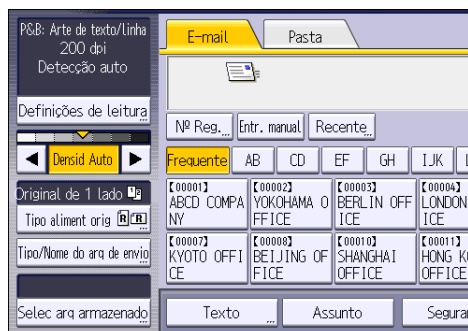 P&B: Arte de texto/linha
200 dpi
Detecção auto
Definições de leitura
Densid Auto
Original de 1 lado
Tipo aliment orig
Tipo/Nome do arq de envio
Selec arq armazenado
E-mail
Pasta
Nº Reg.
Entr. manual
Recente
Frequente
AB
CD
EF
GH
IJK
L
[00001]
ABCD COMPA
NY
[00002]
YOKOHAMA O
FFICE
[00003]
BERLIN OFF
ICE
[00004]
LONDON
ICE
[00007]
KYOTO OFFI
CE
[00008]
BEIJING OF
FICE
[00010]
SHANGHAI
OFFICE
[00011]
HONG K
OFFICE
Texto
Assunto
Segura